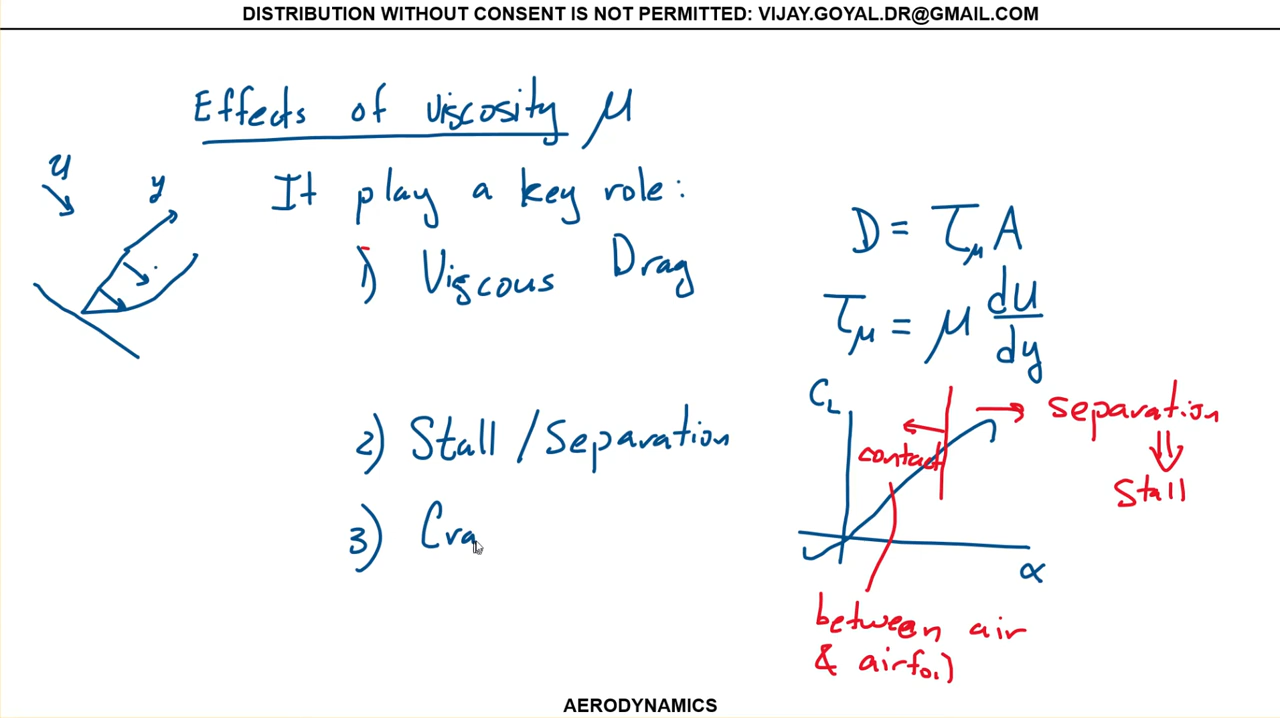 DISTRIBUTION WITHOUT CONSENT IS NOT PERMITTED: VIJAY.GOYAL.DR@GMAIL.COM
Effects of viscosity μ
It play a key role:
u
y
1) Viscous Drag
D = τμ A
τμ = μ du/dy
2) Stall / Separation
3) Cra
CL
α
contact
separation
⇓
Stall
between air
& airfoil
AERODYNAMICS